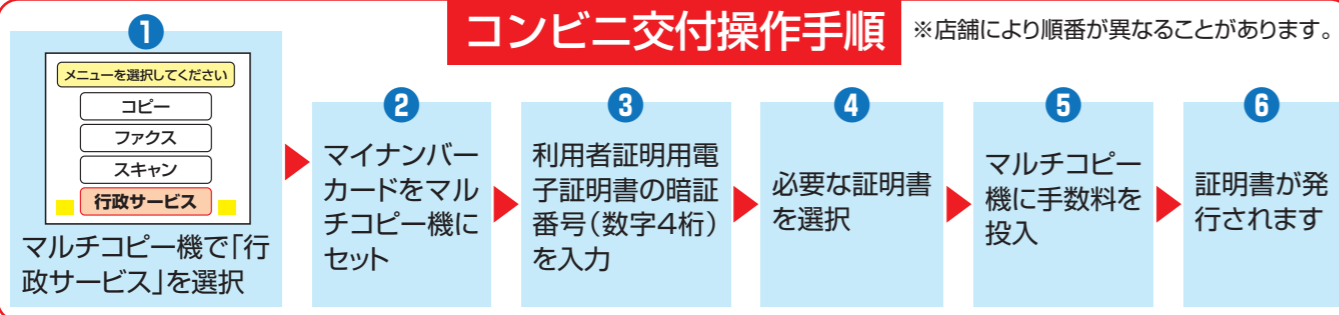 コンビニ交付操作手順
※店舗により順番が異なることがあります。
❶
メニューを選択してください
コピー
ファクス
スキャン
行政サービス
マルチコピー機で「行
政サービス」を選択
❷
マイナンバー
カードをマル
チコピー機に
セット
❸
利用者証明用電
子証明書の暗証
番号(数字4桁)
を入力
❹
必要な証明書
を選択
❺
マルチコピー
機に手数料を
投入
❻
証明書が発
行されます